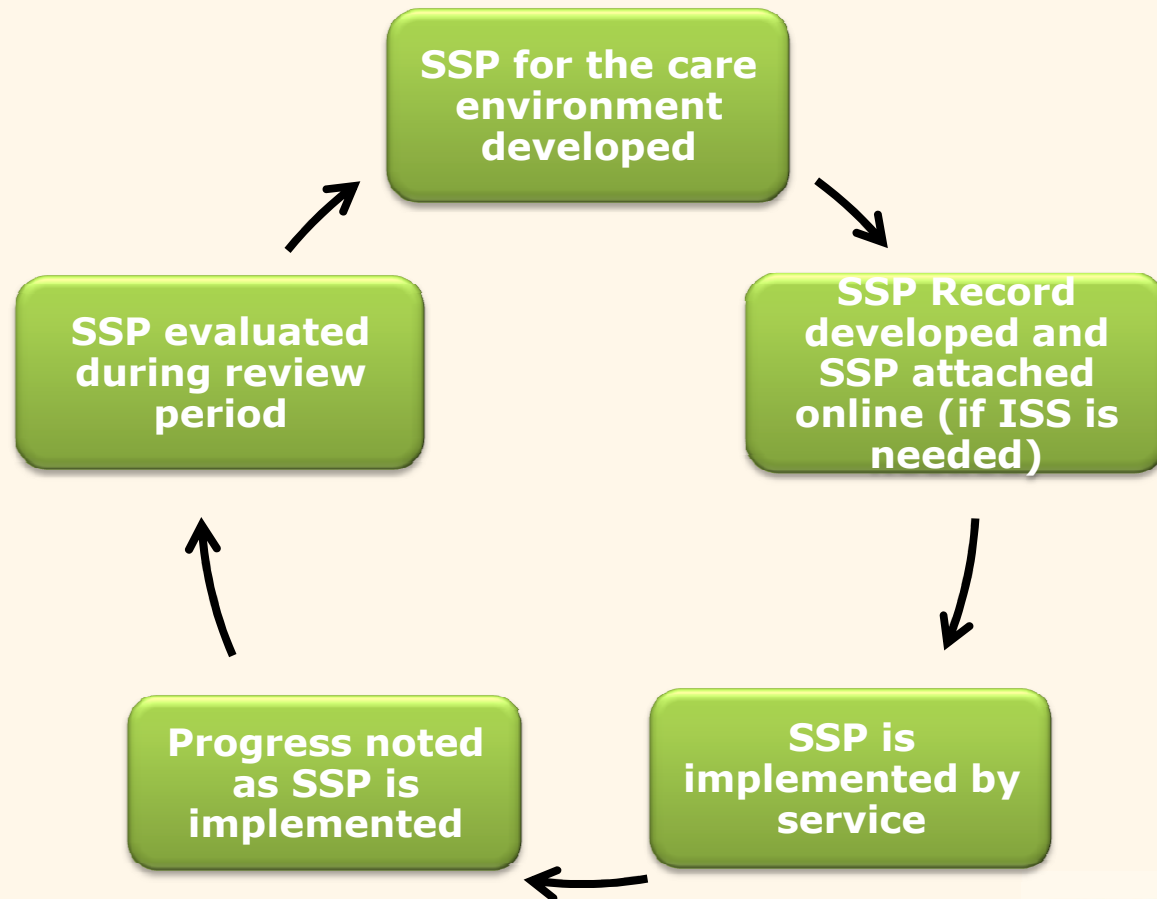 SSP for the care
environment
developed
SSP Record
developed and
SSP attached
online (if ISS is
needed)
SSP is
implemented by
service
Progress noted
as SSP is
implemented
SSP evaluated
during review
period